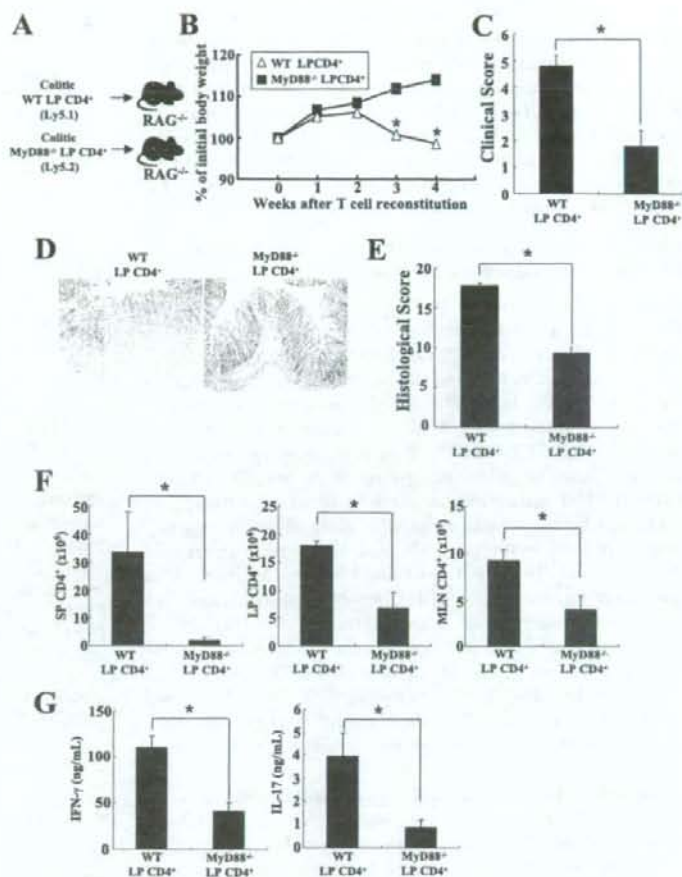 A
Colitic
WT LP CD4⁺
(Ly5.1)
RAG⁻/⁻
Colitic
MyD88⁻/⁻ LP CD4⁺
(Ly5.2)
RAG⁻/⁻
B
% of initial body weight
120
110
100
90
WT LPCD4⁺
MyD88⁻/⁻ LPCD4⁺
* *
0 1 2 3 4
Weeks after T cell reconstitution
C
Clinical Score
6
5
4
3
2
1
0
*
WT
LP CD4⁺
MyD88⁻/⁻
LP CD4⁺
D
WT
LP CD4⁺
MyD88⁻/⁻
LP CD4⁺
E
Histological Score
20
15
10
5
0
*
WT
LP CD4⁺
MyD88⁻/⁻
LP CD4⁺
F
SP CD4⁺ (x10⁶)
50
40
30
20
10
0
*
WT
LP CD4⁺
MyD88⁻/⁻
LP CD4⁺
LP CD4⁺ (x10⁶)
25
20
15
10
5
0
*
WT
LP CD4⁺
MyD88⁻/⁻
LP CD4⁺
MLN CD4⁺ (x10⁶)
15
10
5
0
*
WT
LP CD4⁺
MyD88⁻/⁻
LP CD4⁺
G
IFN-γ (ng/mL)
150
100
50
0
*
WT
LP CD4⁺
MyD88⁻/⁻
LP CD4⁺
IL-17 (ng/mL)
6
5
4
3
2
1
0
*
WT
LP CD4⁺
MyD88⁻/⁻
LP CD4⁺